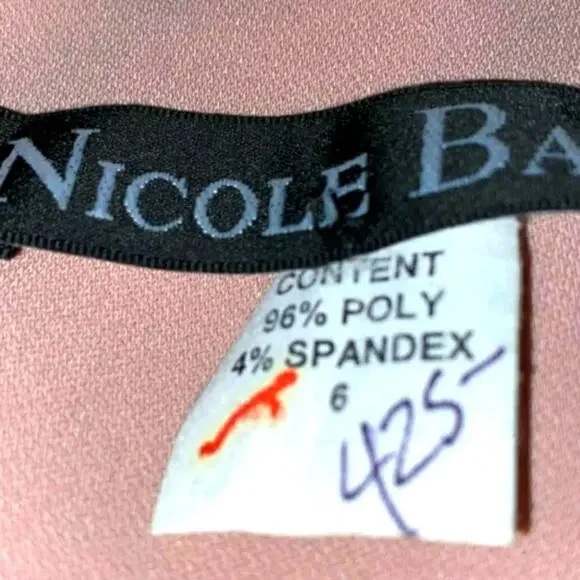 NICOLE BA
CONTENT
96% POLY
4% SPANDEX
6
425-